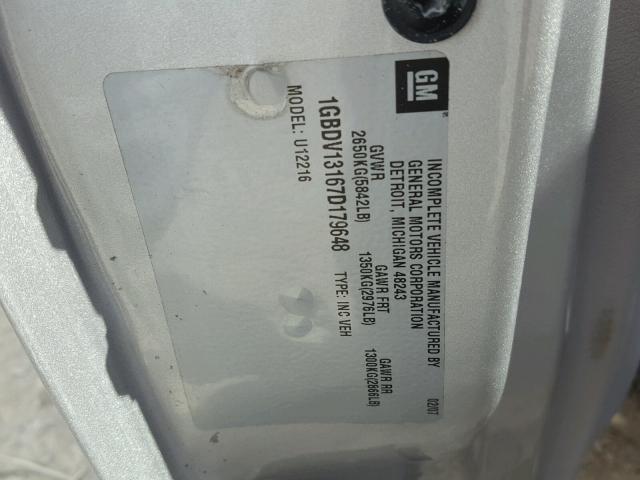 GM
INCOMPLETE VEHICLE MANUFACTURED BY
GENERAL MOTORS CORPORATION
DETROIT, MICHIGAN 48243
02/07
GVWR GAWR FRT GAWR RR
2650KG(5842LB) 1350KG(2976LB) 1300KG(2866LB)
1GBDV13167D179648 TYPE: INC VEH
MODEL: U12216